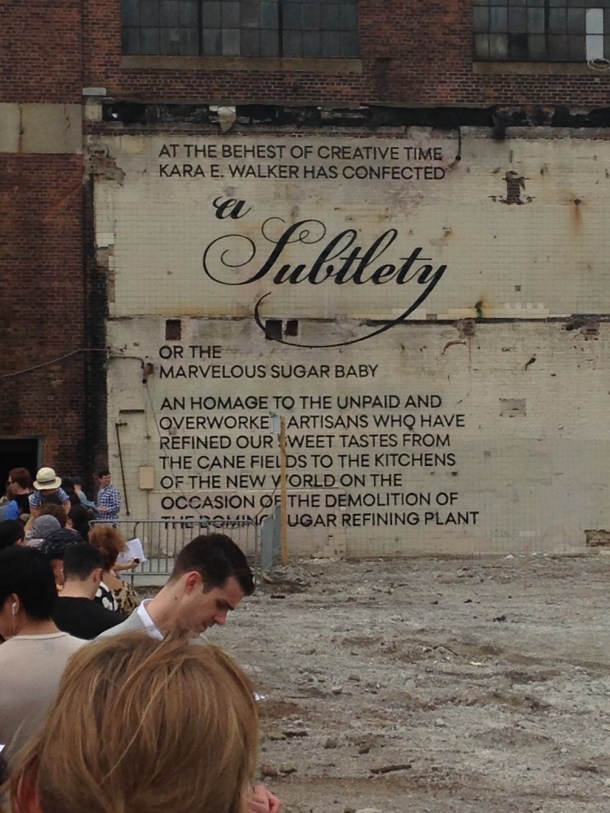 AT THE BEHEST OF CREATIVE TIME
KARA E. WALKER HAS CONFECTED
a
Subtlety
OR THE
MARVELOUS SUGAR BABY
AN HOMAGE TO THE UNPAID AND
OVERWORKED ARTISANS WHO HAVE
REFINED OUR SWEET TASTES FROM
THE CANE FIELDS TO THE KITCHENS
OF THE NEW WORLD ON THE
OCCASION OF THE DEMOLITION OF
THE DOMINO SUGAR REFINING PLANT